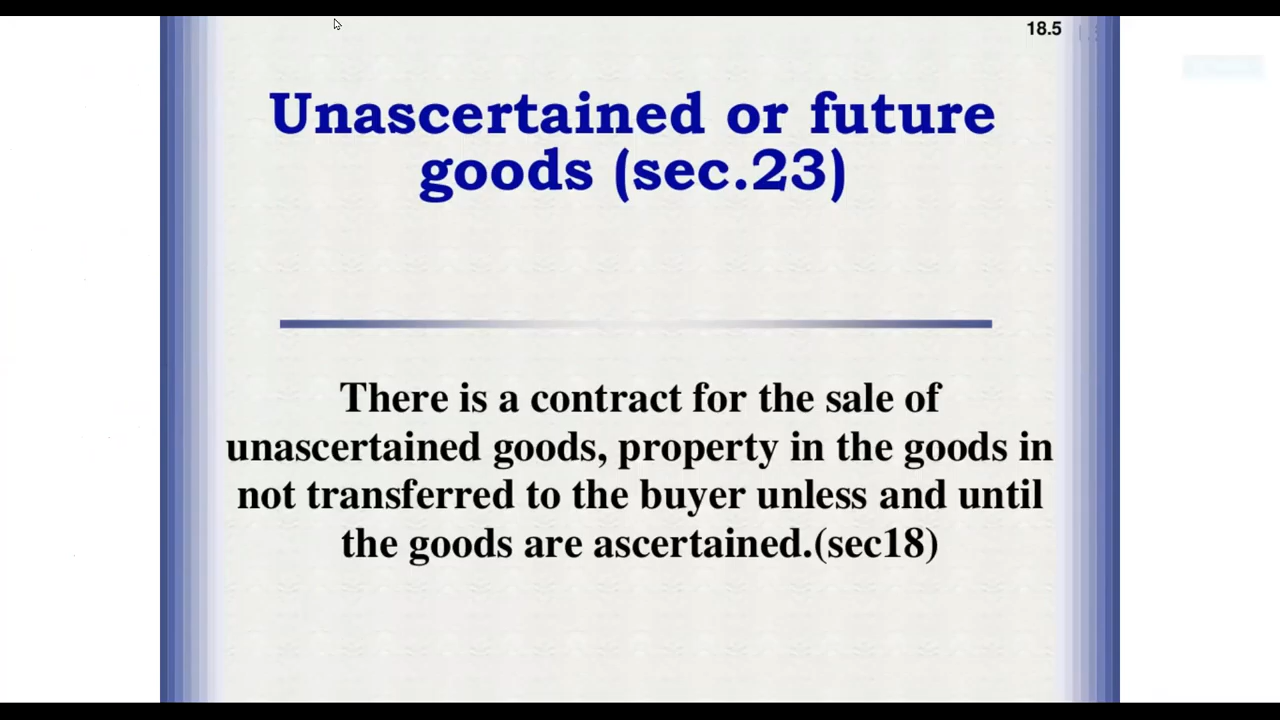 18.5
Unascertained or future
goods (sec.23)
There is a contract for the sale of
unascertained goods, property in the goods in
not transferred to the buyer unless and until
the goods are ascertained.(sec18)